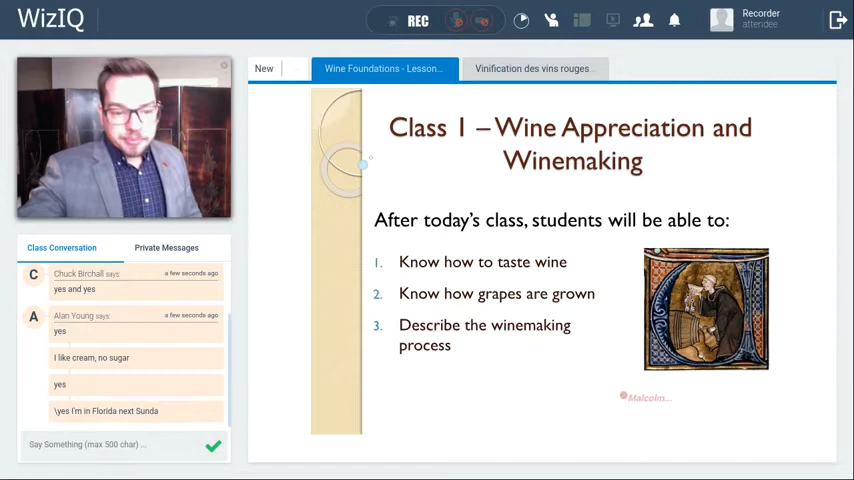 WizIQ
REC
Recorder
attendee
New
Wine Foundations - Lesson...
Vinification des vins rouges...
Class 1 – Wine Appreciation and
Winemaking
After today's class, students will be able to:
1. Know how to taste wine
2. Know how grapes are grown
3. Describe the winemaking
process
Malcolm...
Class Conversation
Private Messages
C
Chuck Birchall says:
a few seconds ago
yes and yes
A
Alan Young says:
a few seconds ago
yes
I like cream, no sugar
yes
\yes I'm in Florida next Sunda
Say Something (max 500 char) ...